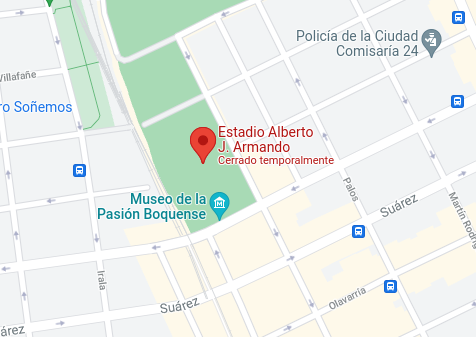 Policía de la Ciudad
Comisaría 24
Villafañe
ro Soñemos
Estadio Alberto
J. Armando
Cerrado temporalmente
Museo de la
Pasión Boquense
Palos
Suárez
Martín Rodríg
Irala
Suárez
Olavarría
árez